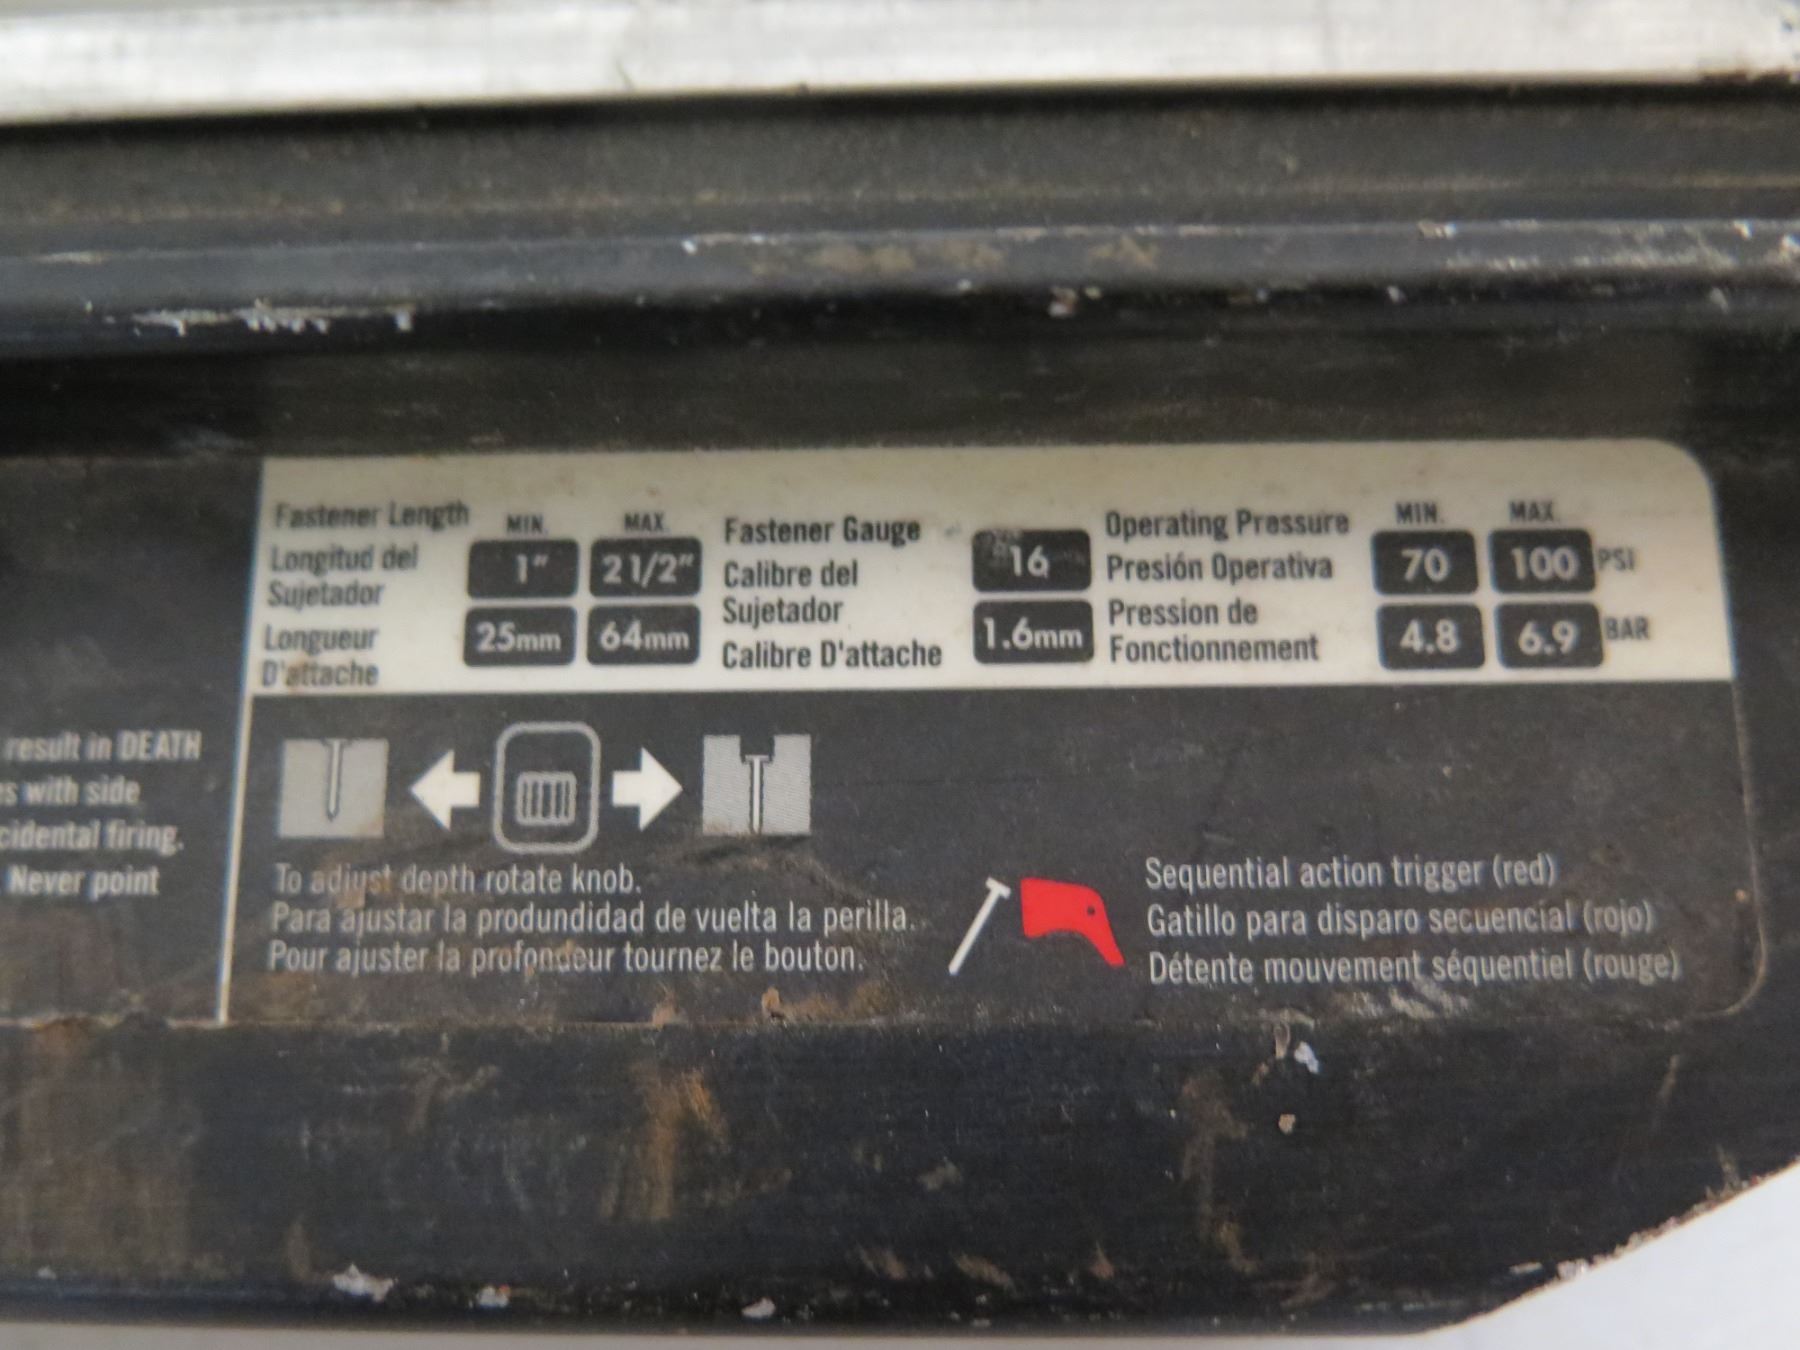 Fastener Length
Longitud del
Sujetador
Longueur
D'attache
MIN. MAX.
1" 2 1/2"
25mm 64mm
Fastener Gauge
Calibre del
Sujetador
Calibre D'attache
16
1.6mm
Operating Pressure
Presión Operativa
Pression de
Fonctionnement
MIN. MAX.
70 100 PSI
4.8 6.9 BAR
result in DEATH
es with side
cidental firing.
Never point
To adjust depth rotate knob.
Para ajustar la produndidad de vuelta la perilla.
Pour ajuster la profondeur tournez le bouton.
Sequential action trigger (red)
Gatillo para disparo secuencial (rojo)
Détente mouvement séquentiel (rouge)